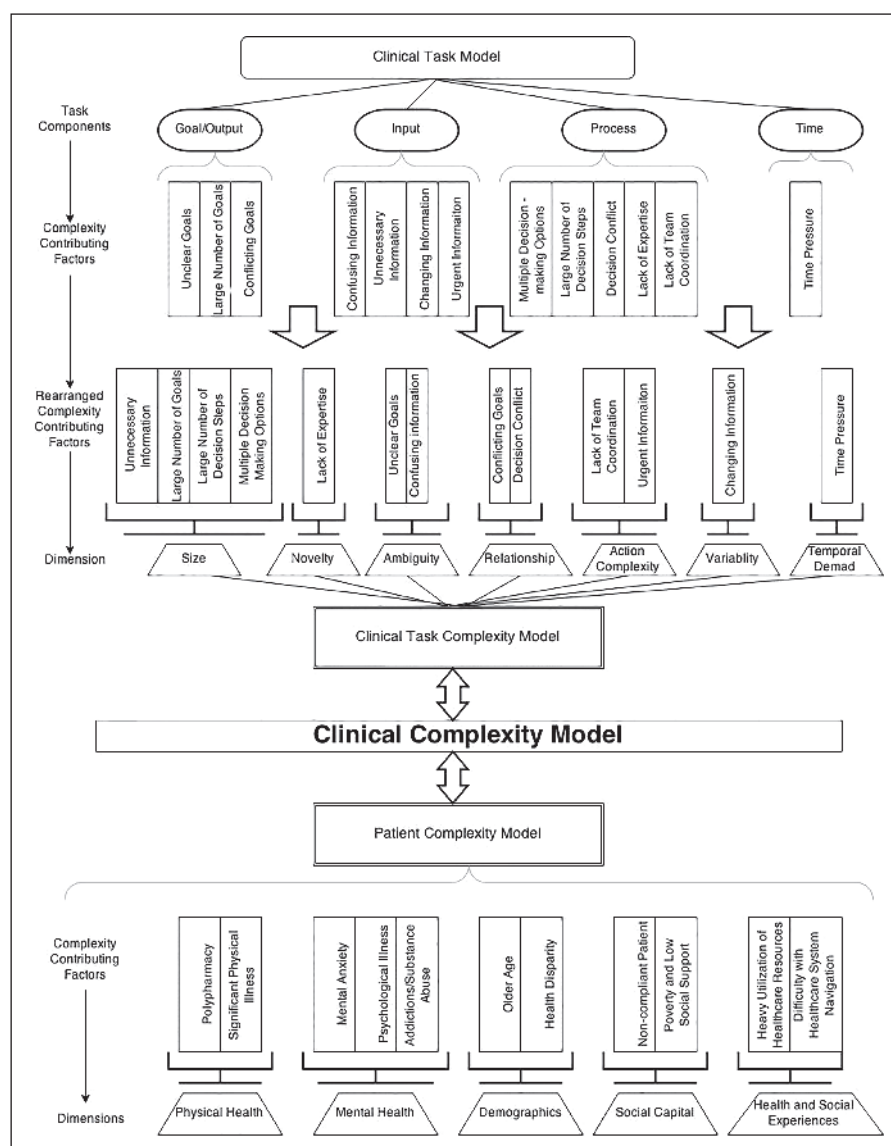 Clinical Task Model
Task
Components
Goal/Output
Input
Process
Time
Complexity
Contributing
Factors
Unclear Goals
Large Number of Goals
Conflicting Goals
Confusing Information
Unnecessary
Information
Changing Information
Urgent Informaiton
Multiple Decision -
making Options
Large Number of
Decision Steps
Decision Conflict
Lack of Expertise
Lack of Team
Coordination
Time Pressure
Rearranged
Complexity
Contributing
Factors
Unnecessary
Information
Large Number of Goals
Large Number of
Decision Steps
Multiple Decision
Making Options
Lack of Expertise
Unclear Goals
Confusing information
Conflicting Goals
Decision Conflict
Lack of Team
Coordination
Urgent Informaiton
Changing Information
Time Pressure
Dimension
Size
Novelty
Ambiguity
Relationship
Action
Complexity
Variablity
Temporal
Demad
Clinical Task Complexity Model
Clinical Complexity Model
Patient Complexity Model
Complexity
Contributing
Factors
Polypharmacy
Significant Physical
Illness
Mental Anxiety
Psychological Illness
Addictions/Substance
Abuse
Older Age
Health Disparity
Non-compliant Patient
Poverty and Low
Social Support
Heavy Utilization of
Healthcare Resources
Difficulty with
Healthcare System
Navigation
Dimensions
Physical Health
Mental Health
Demographics
Social Capital
Health and Social
Experiences